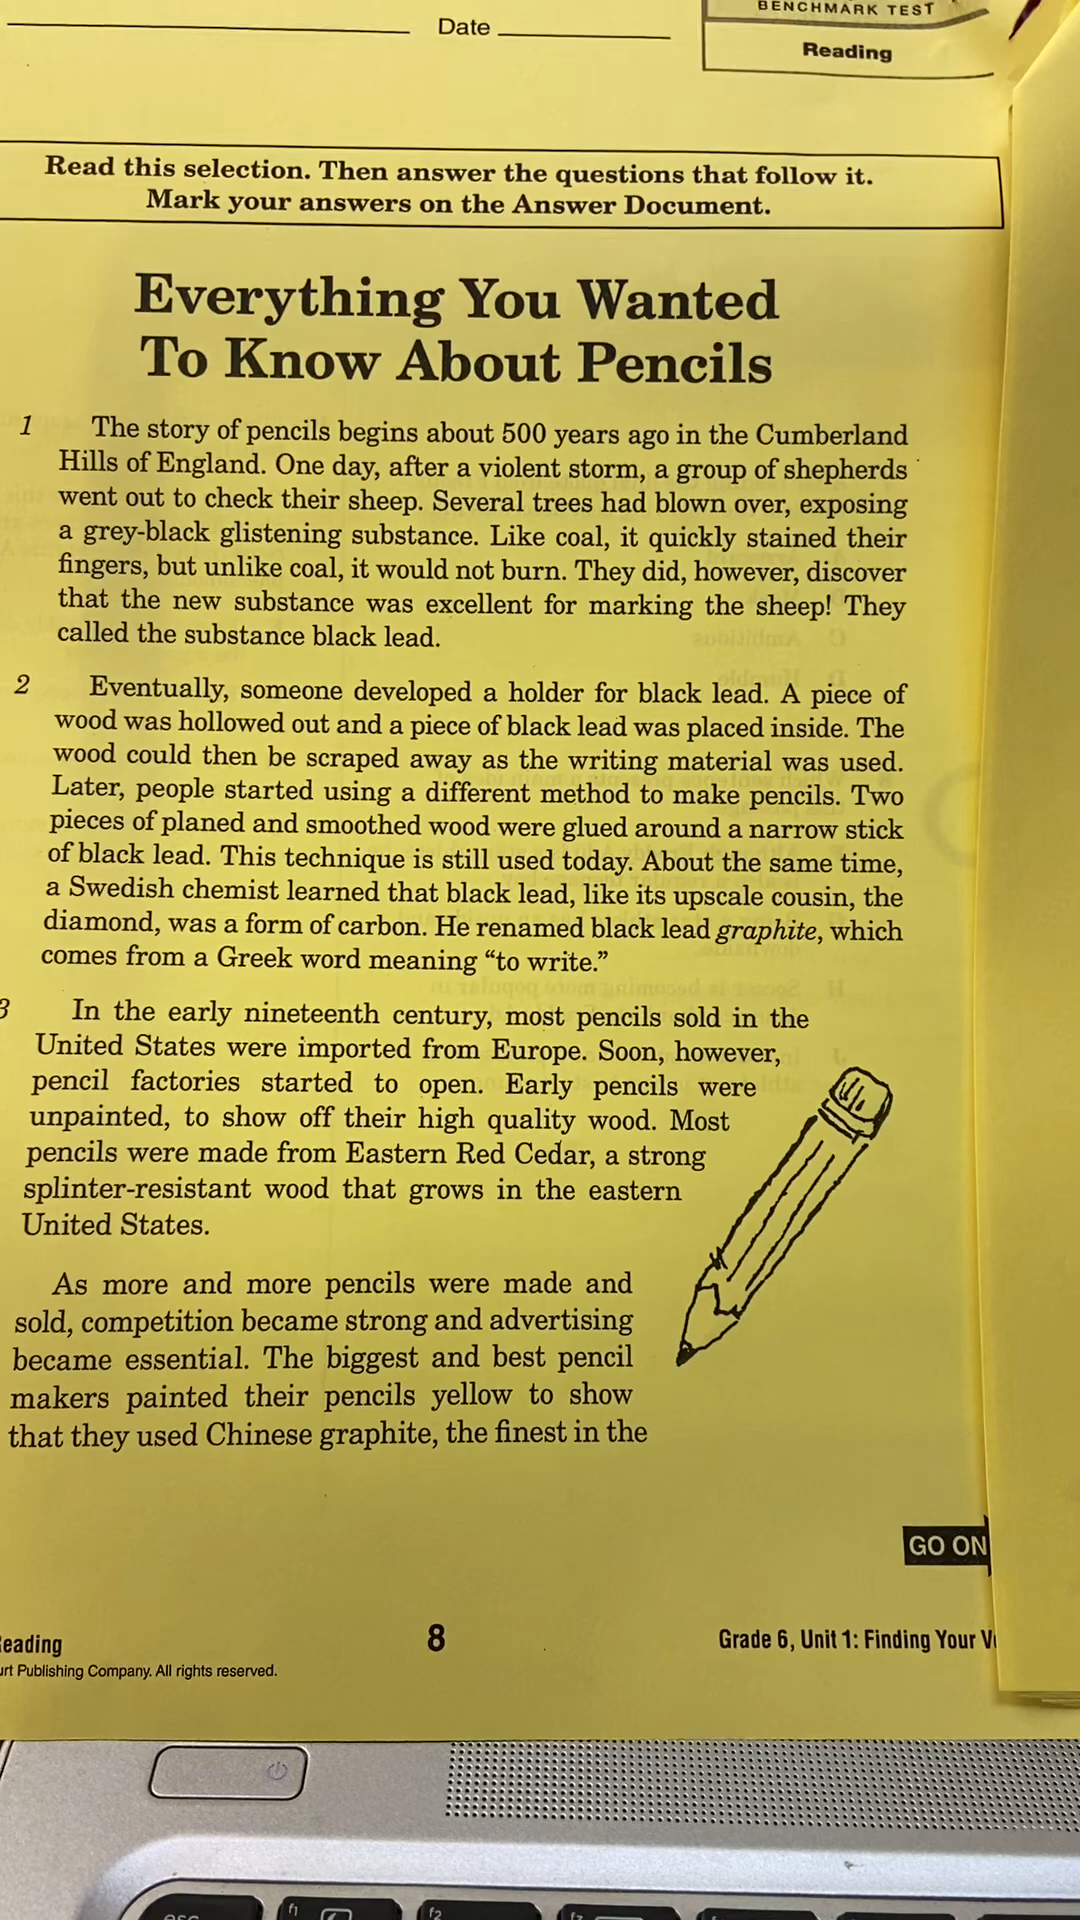 Date
BENCHMARK TEST
Reading
Read this selection. Then answer the questions that follow it.
Mark your answers on the Answer Document.
Everything You Wanted
To Know About Pencils
1 The story of pencils begins about 500 years ago in the Cumberland
Hills of England. One day, after a violent storm, a group of shepherds
went out to check their sheep. Several trees had blown over, exposing
a grey-black glistening substance. Like coal, it quickly stained their
fingers, but unlike coal, it would not burn. They did, however, discover
that the new substance was excellent for marking the sheep! They
called the substance black lead.
2 Eventually, someone developed a holder for black lead. A piece of
wood was hollowed out and a piece of black lead was placed inside. The
wood could then be scraped away as the writing material was used.
Later, people started using a different method to make pencils. Two
pieces of planed and smoothed wood were glued around a narrow stick
of black lead. This technique is still used today. About the same time,
a Swedish chemist learned that black lead, like its upscale cousin, the
diamond, was a form of carbon. He renamed black lead graphite, which
comes from a Greek word meaning “to write.”
3 In the early nineteenth century, most pencils sold in the
United States were imported from Europe. Soon, however,
pencil factories started to open. Early pencils were
unpainted, to show off their high quality wood. Most
pencils were made from Eastern Red Cedar, a strong
splinter-resistant wood that grows in the eastern
United States.
As more and more pencils were made and
sold, competition became strong and advertising
became essential. The biggest and best pencil
makers painted their pencils yellow to show
that they used Chinese graphite, the finest in the
GO ON
eading
8
Grade 6, Unit 1: Finding Your V
urt Publishing Company. All rights reserved.
esc
f1
f2